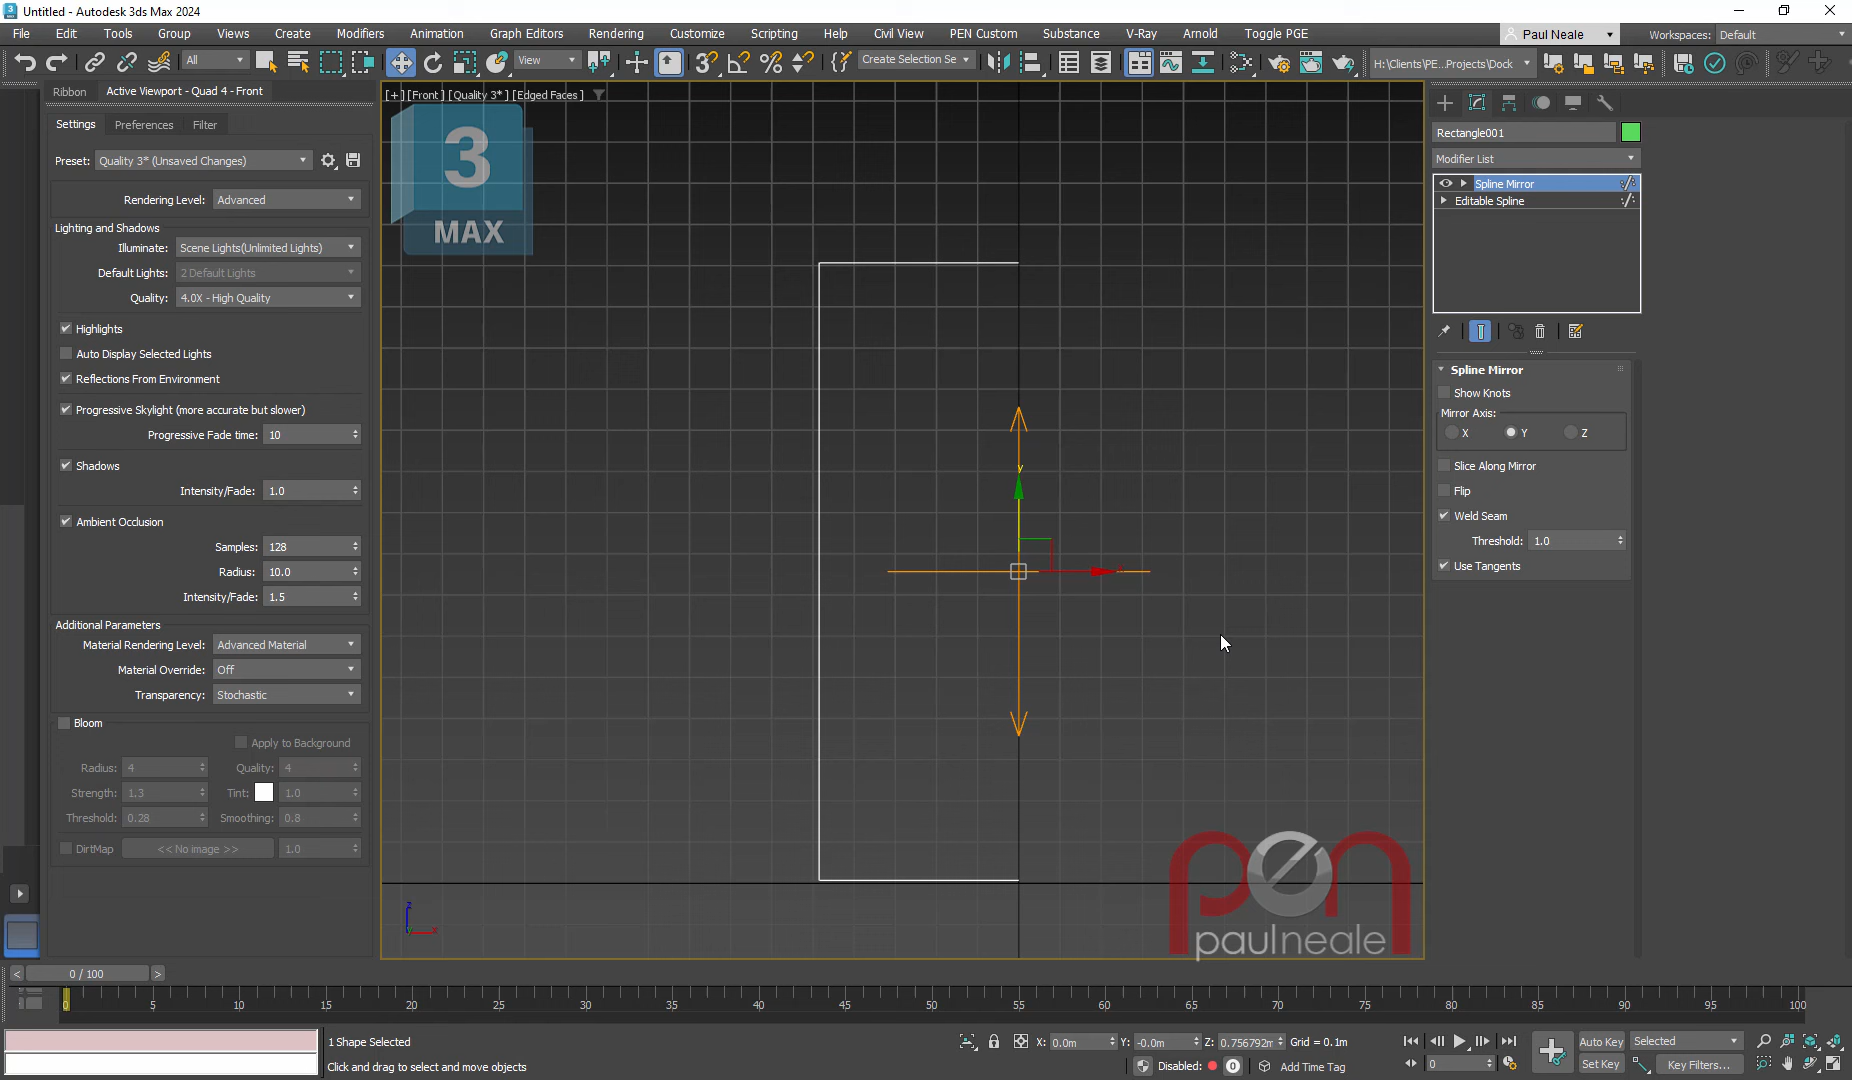 Untitled - Autodesk 3ds Max 2024
File Edit Tools Group Views Create Modifiers Animation Graph Editors Rendering Customize Scripting Help Civil View PEN Custom Substance V-Ray Arnold Toggle PGE Paul Neale Workspaces: Default
All View Create Selection Se H:\Clients\PE...Projects\Dock
Ribbon Active Viewport - Quad 4 - Front
Settings Preferences Filter
Preset: Quality 3* (Unsaved Changes)
Rendering Level: Advanced
Lighting and Shadows
Illuminate: Scene Lights(Unlimited Lights)
Default Lights: 2 Default Lights
Quality: 4.0X - High Quality
Highlights
Auto Display Selected Lights
Reflections From Environment
Progressive Skylight (more accurate but slower)
Progressive Fade time: 10
Shadows
Intensity/Fade: 1.0
Ambient Occlusion
Samples: 128
Radius: 10.0
Intensity/Fade: 1.5
Additional Parameters
Material Rendering Level: Advanced Material
Material Override: Off
Transparency: Stochastic
Bloom
Apply to Background
Radius: 4 Quality: 4
Strength: 1.3 Tint: 1.0
Threshold: 0.28 Smoothing: 0.8
DirtMap << No image >> 1.0
[+] [Front] [Quality 3*] [Edged Faces]
3
MAX
y
x
z
x
pen
paulneale
Rectangle001
Modifier List
Spline Mirror
Editable Spline
Spline Mirror
Show Knots
Mirror Axis:
X Y Z
Slice Along Mirror
Flip
Weld Seam
Threshold: 1.0
Use Tangents
< 0 / 100 >
0 5 10 15 20 25 30 35 40 45 50 55 60 65 70 75 80 85 90 95 100
1 Shape Selected X: 0.0m Y: -0.0m Z: 0.756792m Grid = 0.1m Auto Key Selected
Click and drag to select and move objects Disabled: 0 Add Time Tag 0 Set Key Key Filters...